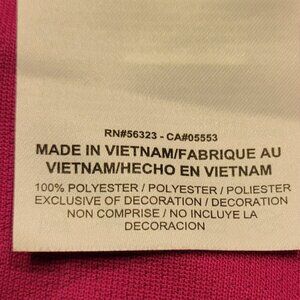 RN#56323 - CA#05553
MADE IN VIETNAM/FABRIQUE AU
VIETNAM/HECHO EN VIETNAM
100% POLYESTER / POLYESTER / POLIESTER
EXCLUSIVE OF DECORATION / DECORATION
NON COMPRISE / NO INCLUYE LA
DECORACION